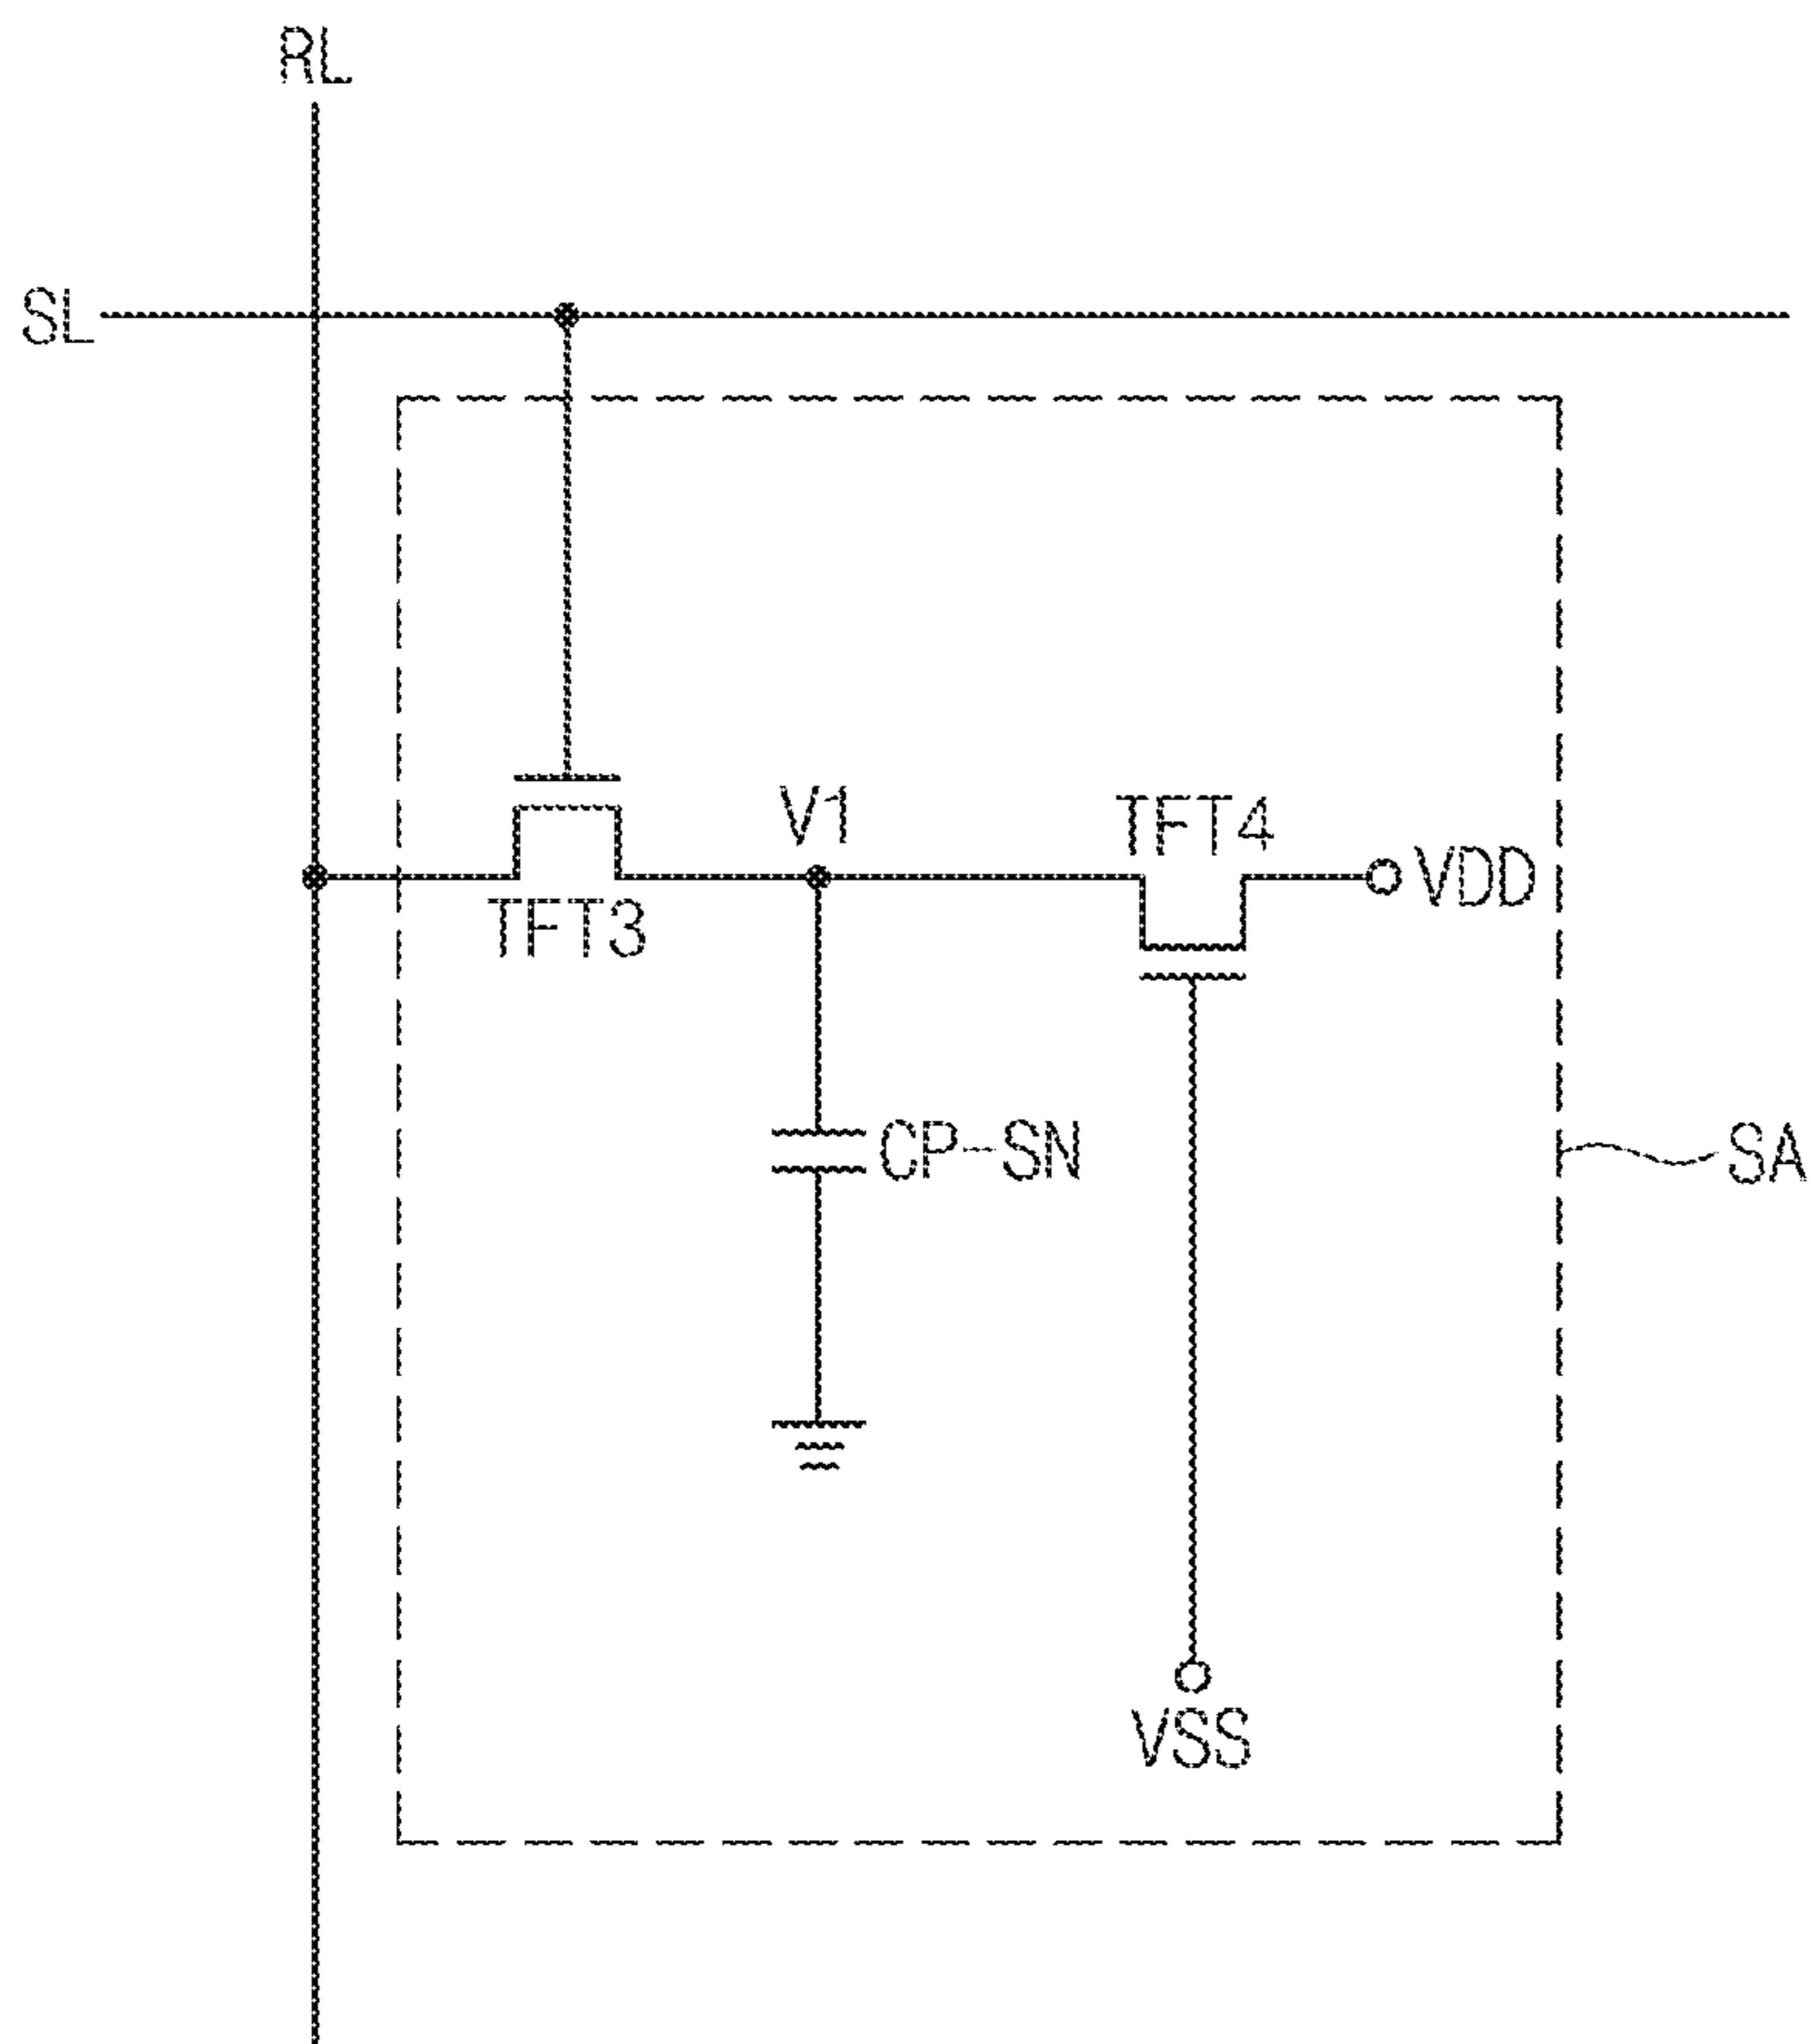 RL
SL
V1
TFT4
VDD
TFT3
CP-SN
SA
VSS